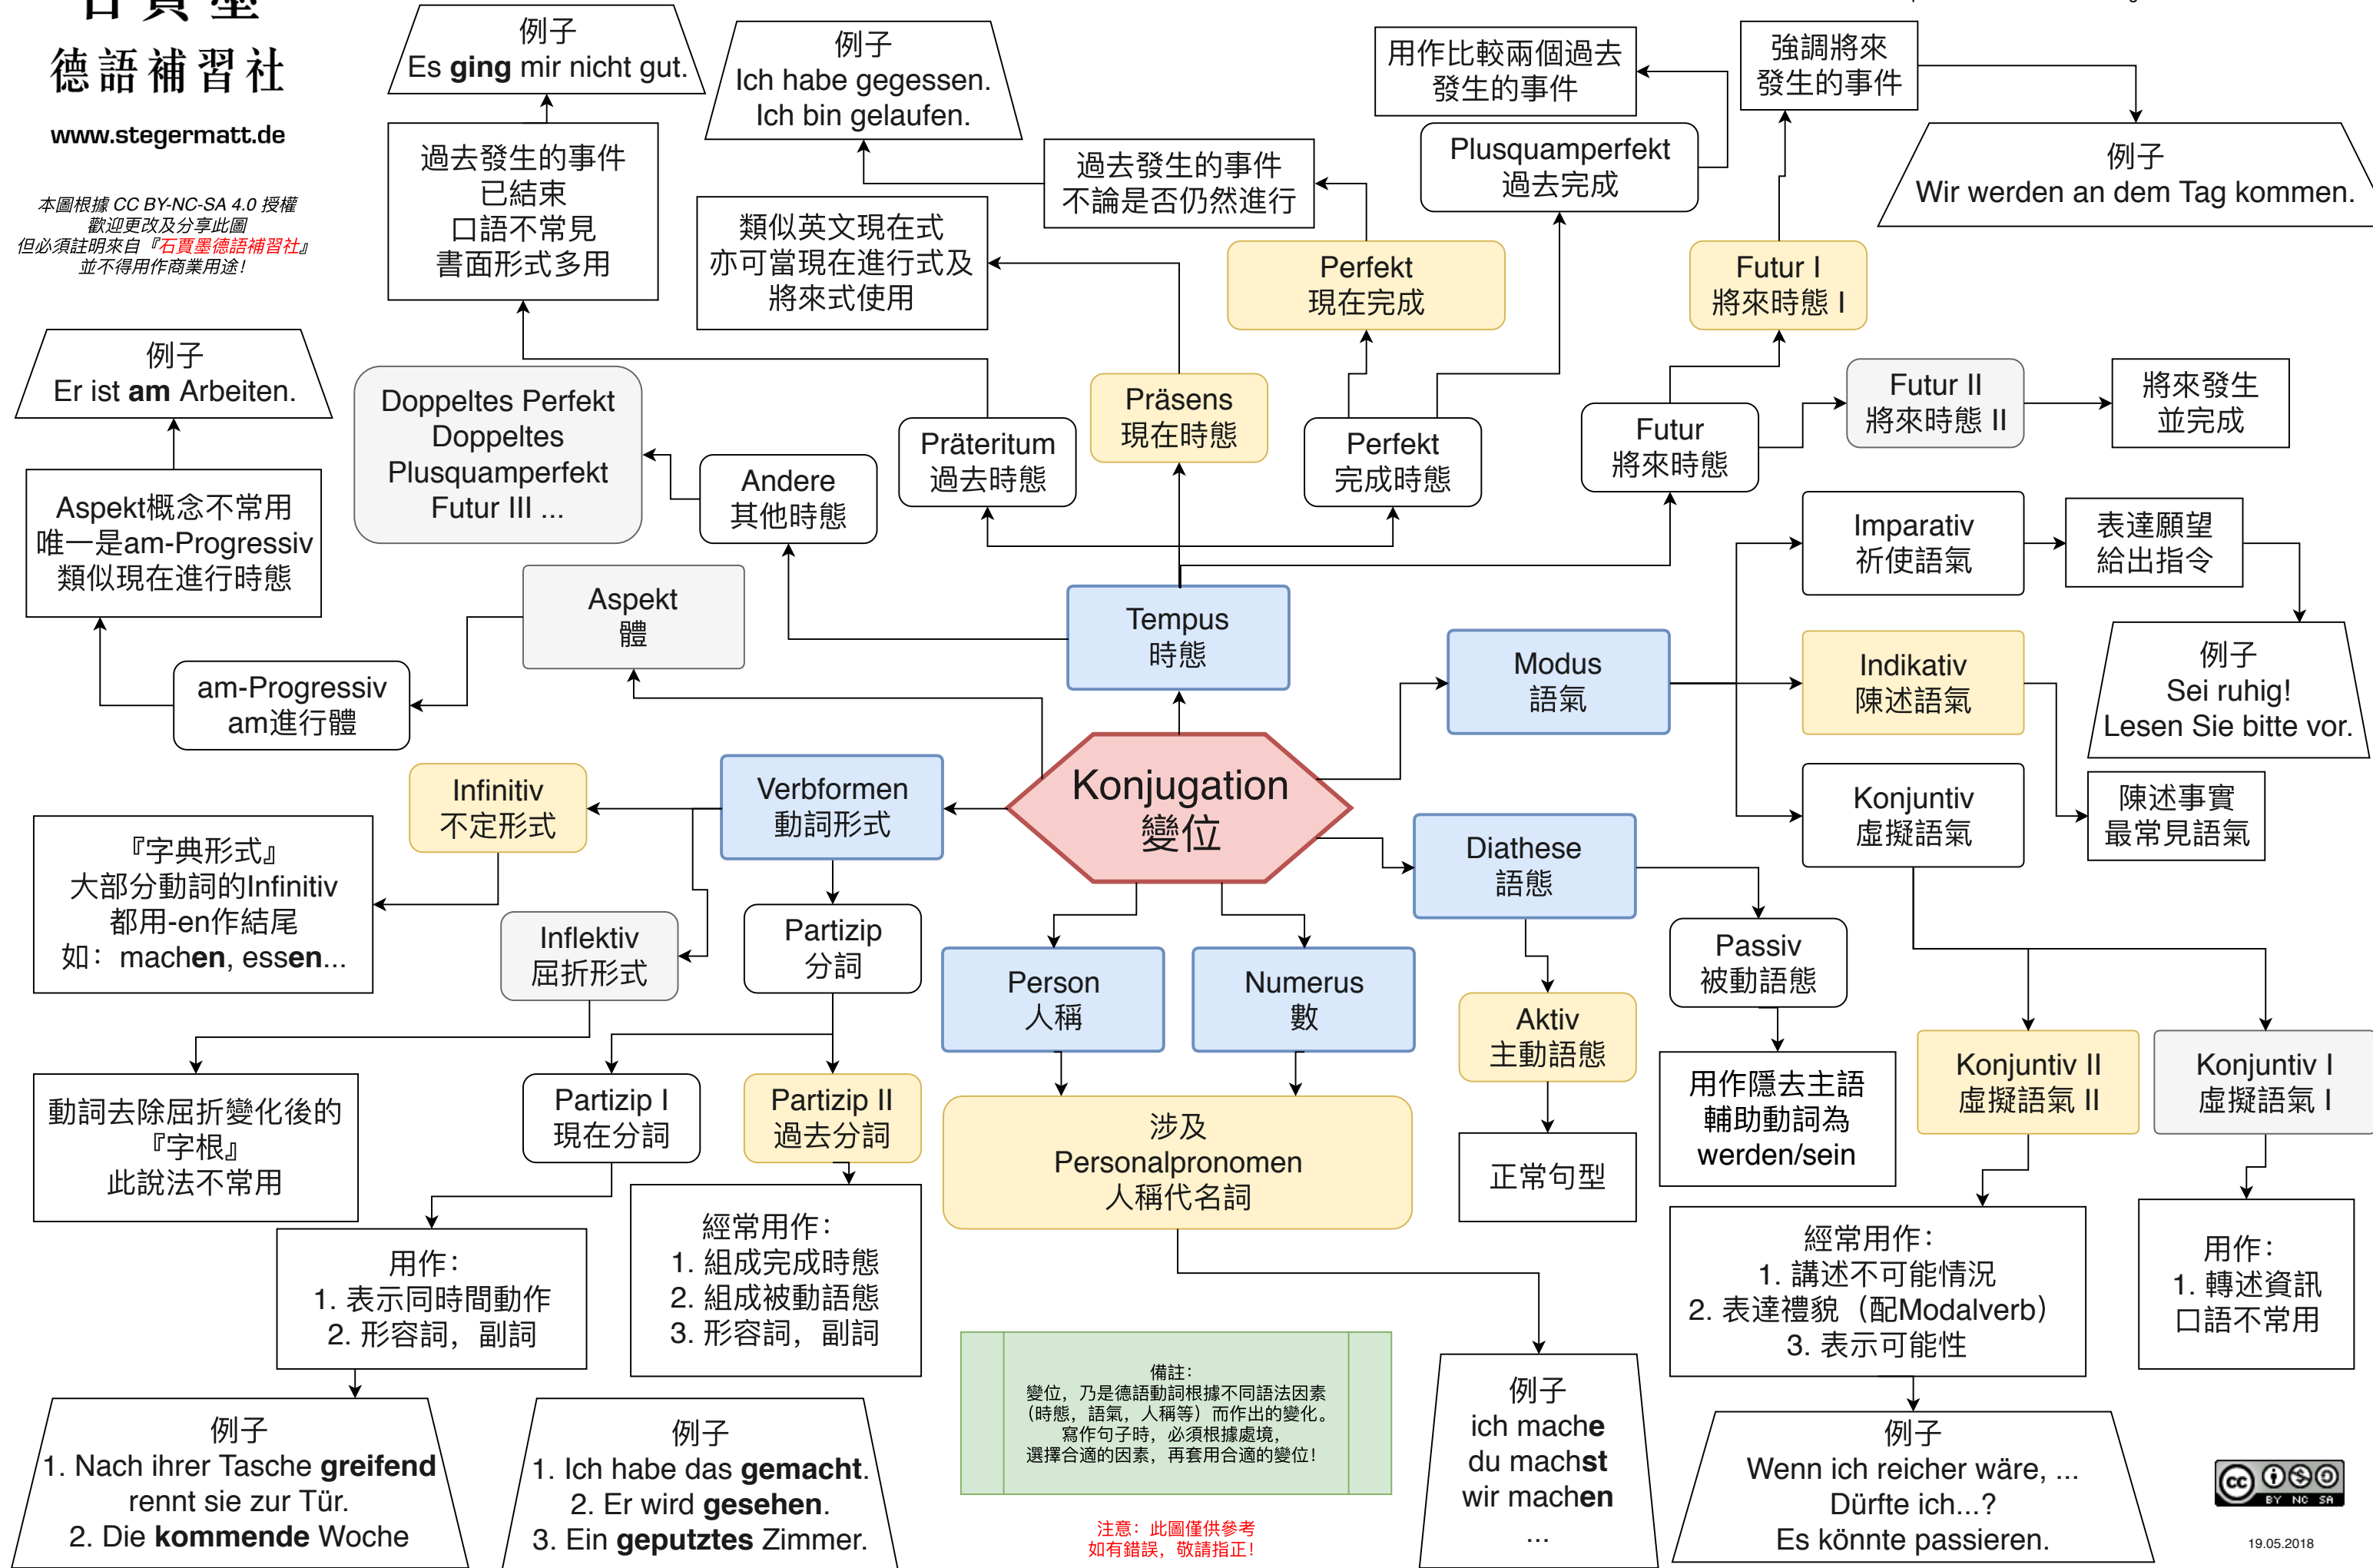 石賈墨
德語補習社
www.stegermatt.de
本圖根據 CC BY-NC-SA 4.0 授權
歡迎更改及分享此圖
但必須註明來自『石賈墨德語補習社』
並不得用作商業用途！
例子
Es ging mir nicht gut.
過去發生的事件
已結束
口語不常見
書面形式多用
例子
Ich habe gegessen.
Ich bin gelaufen.
過去發生的事件
不論是否仍然進行
類似英文現在式
亦可當現在進行式及
將來式使用
用作比較兩個過去
發生的事件
Plusquamperfekt
過去完成
強調將來
發生的事件
例子
Wir werden an dem Tag kommen.
Perfekt
現在完成
Futur I
將來時態 I
例子
Er ist am Arbeiten.
Doppeltes Perfekt
Doppeltes
Plusquamperfekt
Futur III ...
Andere
其他時態
Präteritum
過去時態
Präsens
現在時態
Perfekt
完成時態
Futur
將來時態
Futur II
將來時態 II
將來發生
並完成
Aspekt概念不常用
唯一是am-Progressiv
類似現在進行時態
Aspekt
體
am-Progressiv
am進行體
Tempus
時態
Modus
語氣
Imparativ
祈使語氣
表達願望
給出指令
Indikativ
陳述語氣
例子
Sei ruhig!
Lesen Sie bitte vor.
Konjuntiv
虛擬語氣
陳述事實
最常見語氣
Konjugation
變位
Verbformen
動詞形式
Infinitiv
不定形式
『字典形式』
大部分動詞的Infinitiv
都用-en作結尾
如：machen, essen...
Inflektiv
屈折形式
Partizip
分詞
Person
人稱
Numerus
數
Diathese
語態
Passiv
被動語態
Aktiv
主動語態
用作隱去主語
輔助動詞為
werden/sein
正常句型
Konjuntiv II
虛擬語氣 II
Konjuntiv I
虛擬語氣 I
動詞去除屈折變化後的
『字根』
此說法不常用
Partizip I
現在分詞
Partizip II
過去分詞
涉及
Personalpronomen
人稱代名詞
用作：
1. 表示同時間動作
2. 形容詞，副詞
經常用作：
1. 組成完成時態
2. 組成被動語態
3. 形容詞，副詞
經常用作：
1. 講述不可能情況
2. 表達禮貌（配Modalverb）
3. 表示可能性
用作：
1. 轉述資訊
口語不常用
例子
1. Nach ihrer Tasche greifend
rennt sie zur Tür.
2. Die kommende Woche
例子
1. Ich habe das gemacht.
2. Er wird gesehen.
3. Ein geputztes Zimmer.
備註：
變位，乃是德語動詞根據不同語法因素
（時態，語氣，人稱等）而作出的變化。
寫作句子時，必須根據處境，
選擇合適的因素，再套用合適的變位！
注意：此圖僅供參考
如有錯誤，敬請指正！
例子
ich mache
du machst
wir machen
...
例子
Wenn ich reicher wäre, ...
Dürfte ich...?
Es könnte passieren.
cc
BY NC SA
19.05.2018